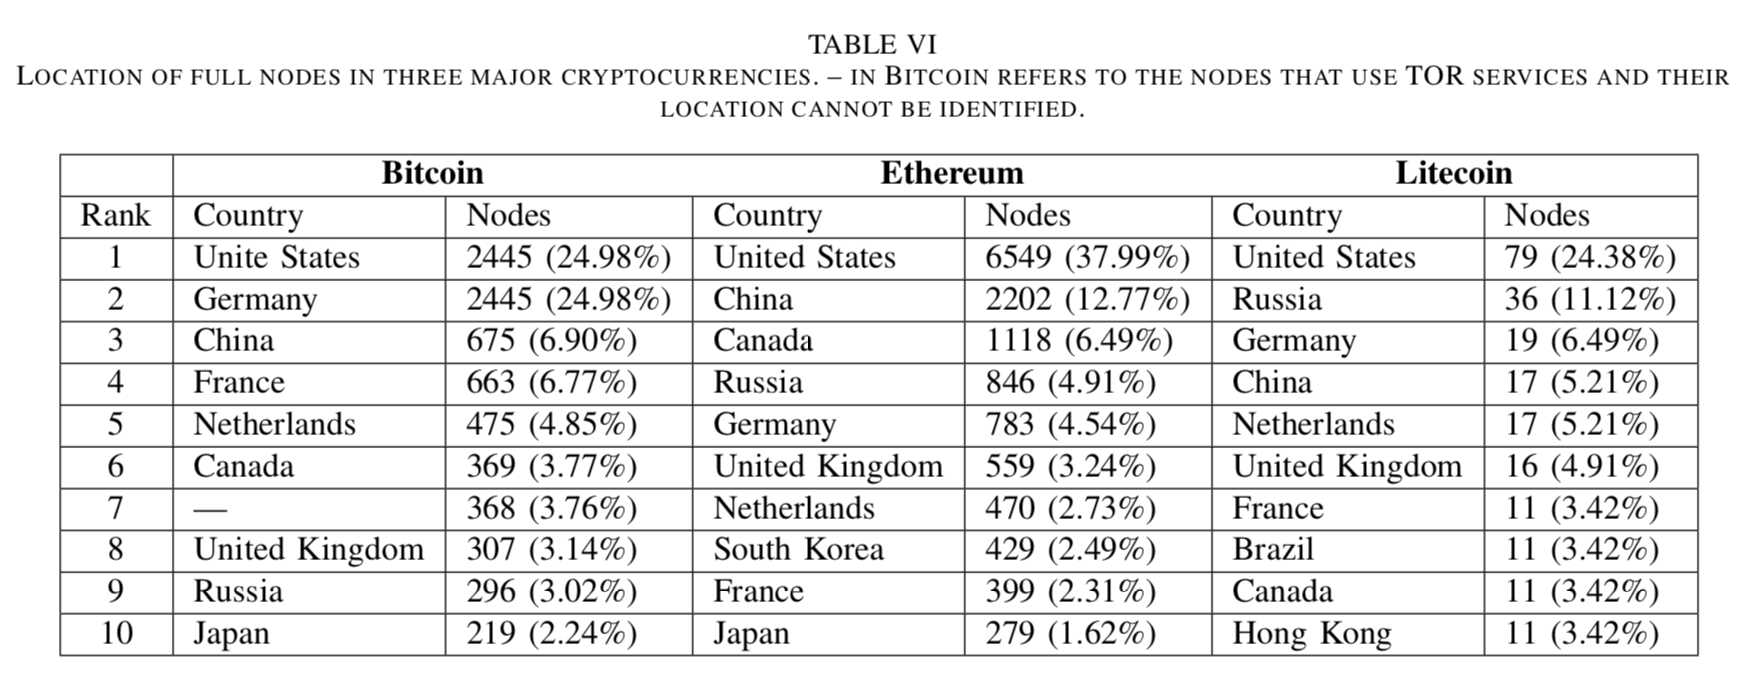 TABLE VI
LOCATION OF FULL NODES IN THREE MAJOR CRYPTOCURRENCIES. – IN BITCOIN REFERS TO THE NODES THAT USE TOR SERVICES AND THEIR
LOCATION CANNOT BE IDENTIFIED.
Bitcoin Ethereum Litecoin
Rank Country Nodes Country Nodes Country Nodes
1 Unite States 2445 (24.98%) United States 6549 (37.99%) United States 79 (24.38%)
2 Germany 2445 (24.98%) China 2202 (12.77%) Russia 36 (11.12%)
3 China 675 (6.90%) Canada 1118 (6.49%) Germany 19 (6.49%)
4 France 663 (6.77%) Russia 846 (4.91%) China 17 (5.21%)
5 Netherlands 475 (4.85%) Germany 783 (4.54%) Netherlands 17 (5.21%)
6 Canada 369 (3.77%) United Kingdom 559 (3.24%) United Kingdom 16 (4.91%)
7 — 368 (3.76%) Netherlands 470 (2.73%) France 11 (3.42%)
8 United Kingdom 307 (3.14%) South Korea 429 (2.49%) Brazil 11 (3.42%)
9 Russia 296 (3.02%) France 399 (2.31%) Canada 11 (3.42%)
10 Japan 219 (2.24%) Japan 279 (1.62%) Hong Kong 11 (3.42%)